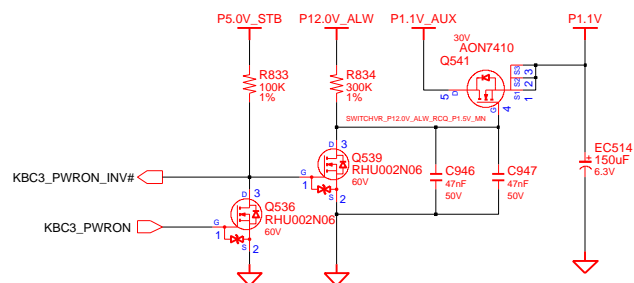 P5.0V_STB P12.0V_ALW P1.1V_AUX P1.1V
30V
AON7410
Q541
R833
100K
1%
R834
300K
1%
5 D G 4 S3 S2 S1 3 2 1
SWITCHVR_P12.0V_ALW_RCQ_P1.5V_MN
D 3
Q539
RHU002N06
60V
G 1 S 2
C946
47nF
50V
C947
47nF
50V
EC514
150uF
6.3V
KBC3_PWRON_INV#
D 3
Q536
RHU002N06
60V
KBC3_PWRON
G 1 S 2